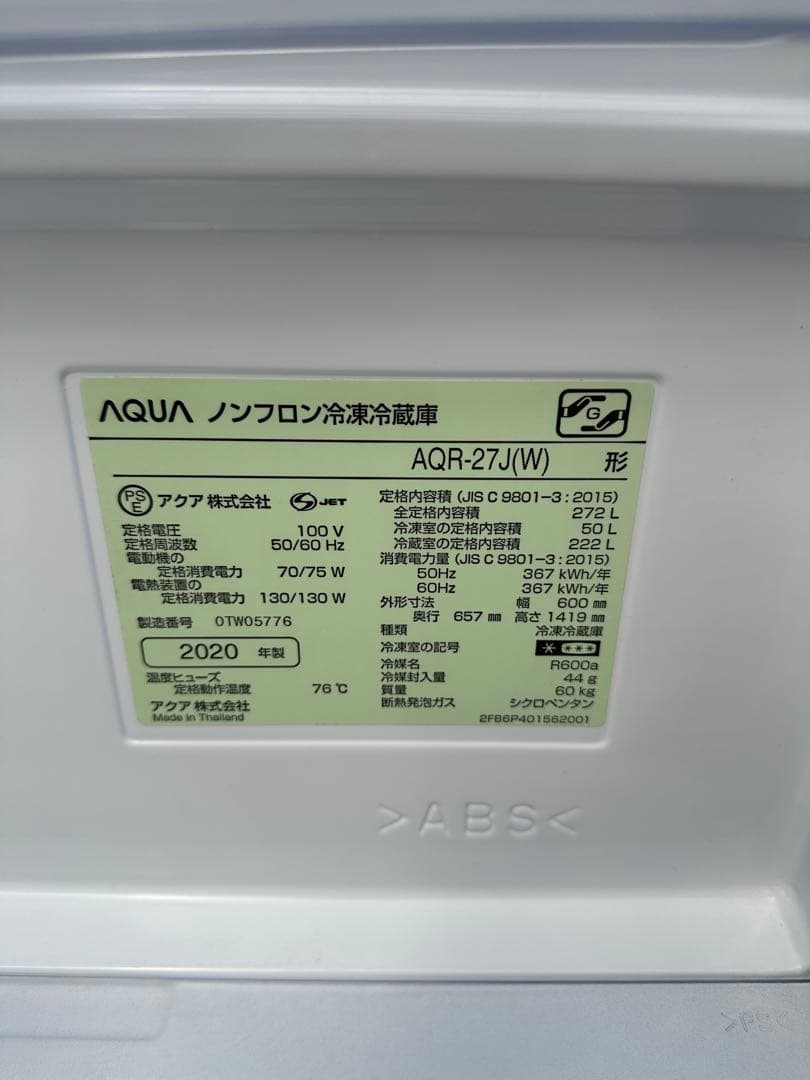 AQUA ノンフロン冷凍冷蔵庫
G
AQR-27J(W) 形
PSE アクア株式会社 S JET
定格電圧 100 V
定格周波数 50/60 Hz
電動機の
定格消費電力 70/75 W
電熱装置の
定格消費電力 130/130 W
製造番号 0TW05776
2020 年製
温度ヒューズ
定格動作温度 76℃
アクア株式会社
Made in Thailand
定格内容積 (JIS C 9801-3:2015)
全定格内容積 272 L
冷凍室の定格内容積 50 L
冷蔵室の定格内容積 222 L
消費電力量 (JIS C 9801-3:2015)
50Hz 367 kWh/年
60Hz 367 kWh/年
外形寸法 幅 600 mm
奥行 657 mm 高さ 1419 mm
種類 冷凍冷蔵庫
冷凍室の記号 * ***
冷媒名 R600a
冷媒封入量 44 g
質量 60 kg
断熱発泡ガス シクロペンタン
2FB6P401562001
>ABS<